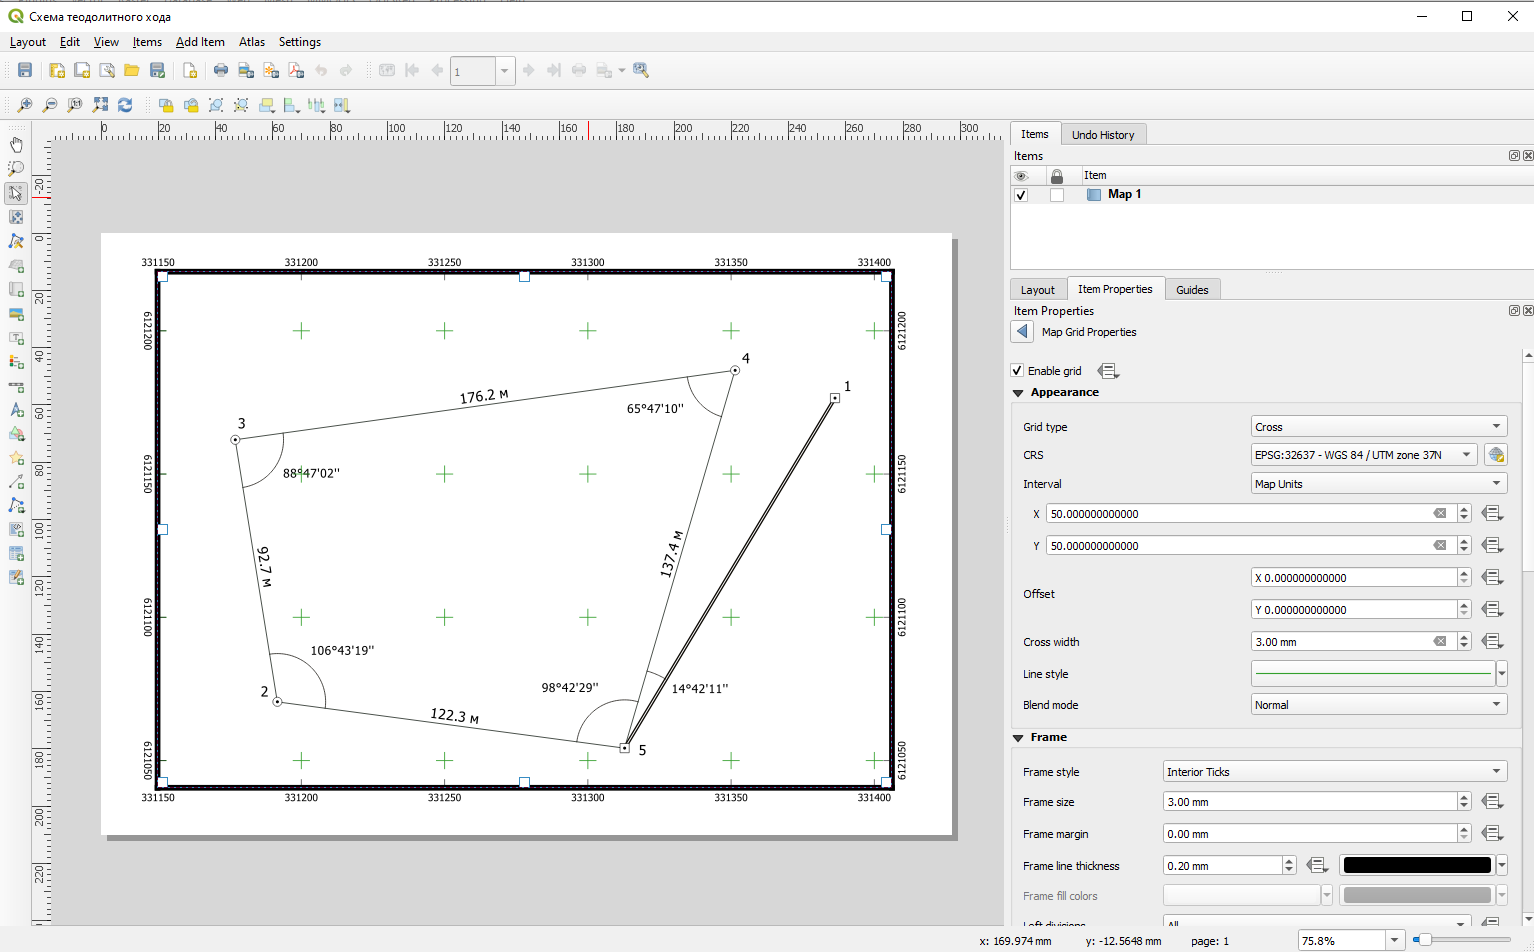 Схема теодолитного хода
Layout Edit View Items Add Item Atlas Settings
1
0 20 40 60 80 100 120 140 160 180 200 220 240 260 280 300
-20
0
20
40
60
80
100
120
140
160
180
200
220
331150 331200 331250 331300 331350 331400
6121200 6121200
6121150 6121150
6121100 6121100
6121050 6121050
4
1
176.2 м
65°47'10''
3
88°47'02''
92.7 м
137.4 м
106°43'19''
2
98°42'29''
14°42'11''
122.3 м
5
331150 331200 331250 331300 331350 331400
Items Undo History
Items
Item
Map 1
Layout Item Properties Guides
Item Properties
Map Grid Properties
Enable grid
Appearance
Grid type Cross
CRS EPSG:32637 - WGS 84 / UTM zone 37N
Interval Map Units
X 50.000000000000
Y 50.000000000000
Offset
X 0.000000000000
Y 0.000000000000
Cross width 3.00 mm
Line style
Blend mode Normal
Frame
Frame style Interior Ticks
Frame size 3.00 mm
Frame margin 0.00 mm
Frame line thickness 0.20 mm
Frame fill colors
Left divisions All
x: 169.974 mm y: -12.5648 mm page: 1 75.8%